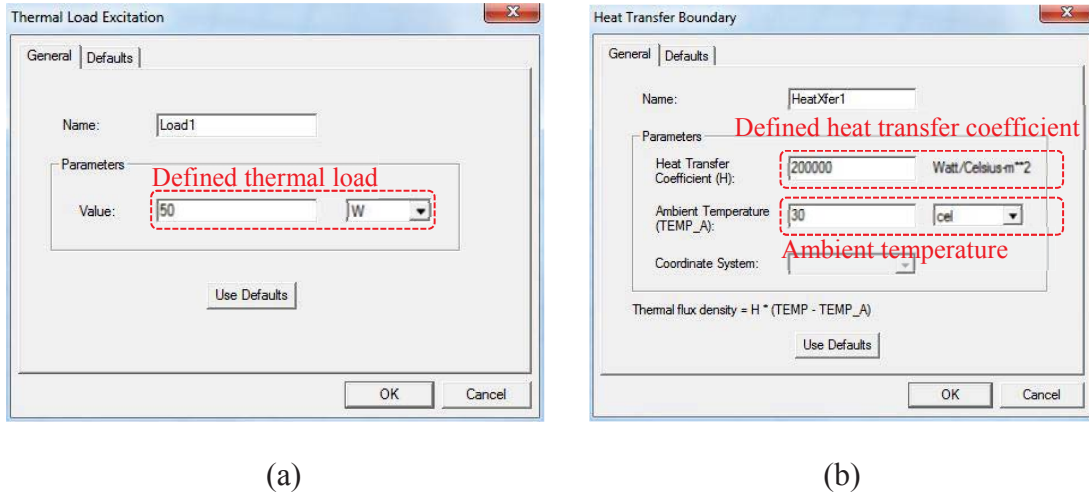 Thermal Load Excitation
General Defaults
Name: Load1
Parameters
Defined thermal load
Value: 50 W
Use Defaults
OK Cancel
(a)
Heat Transfer Boundary
General Defaults
Name: HeatXfer1
Parameters
Defined heat transfer coefficient
Heat Transfer
Coefficient (H): 200000 Watt/Celsius-m**2
Ambient Temperature
(TEMP_A): 30 cel
Ambient temperature
Coordinate System:
Thermal flux density = H * (TEMP - TEMP_A)
Use Defaults
OK Cancel
(b)